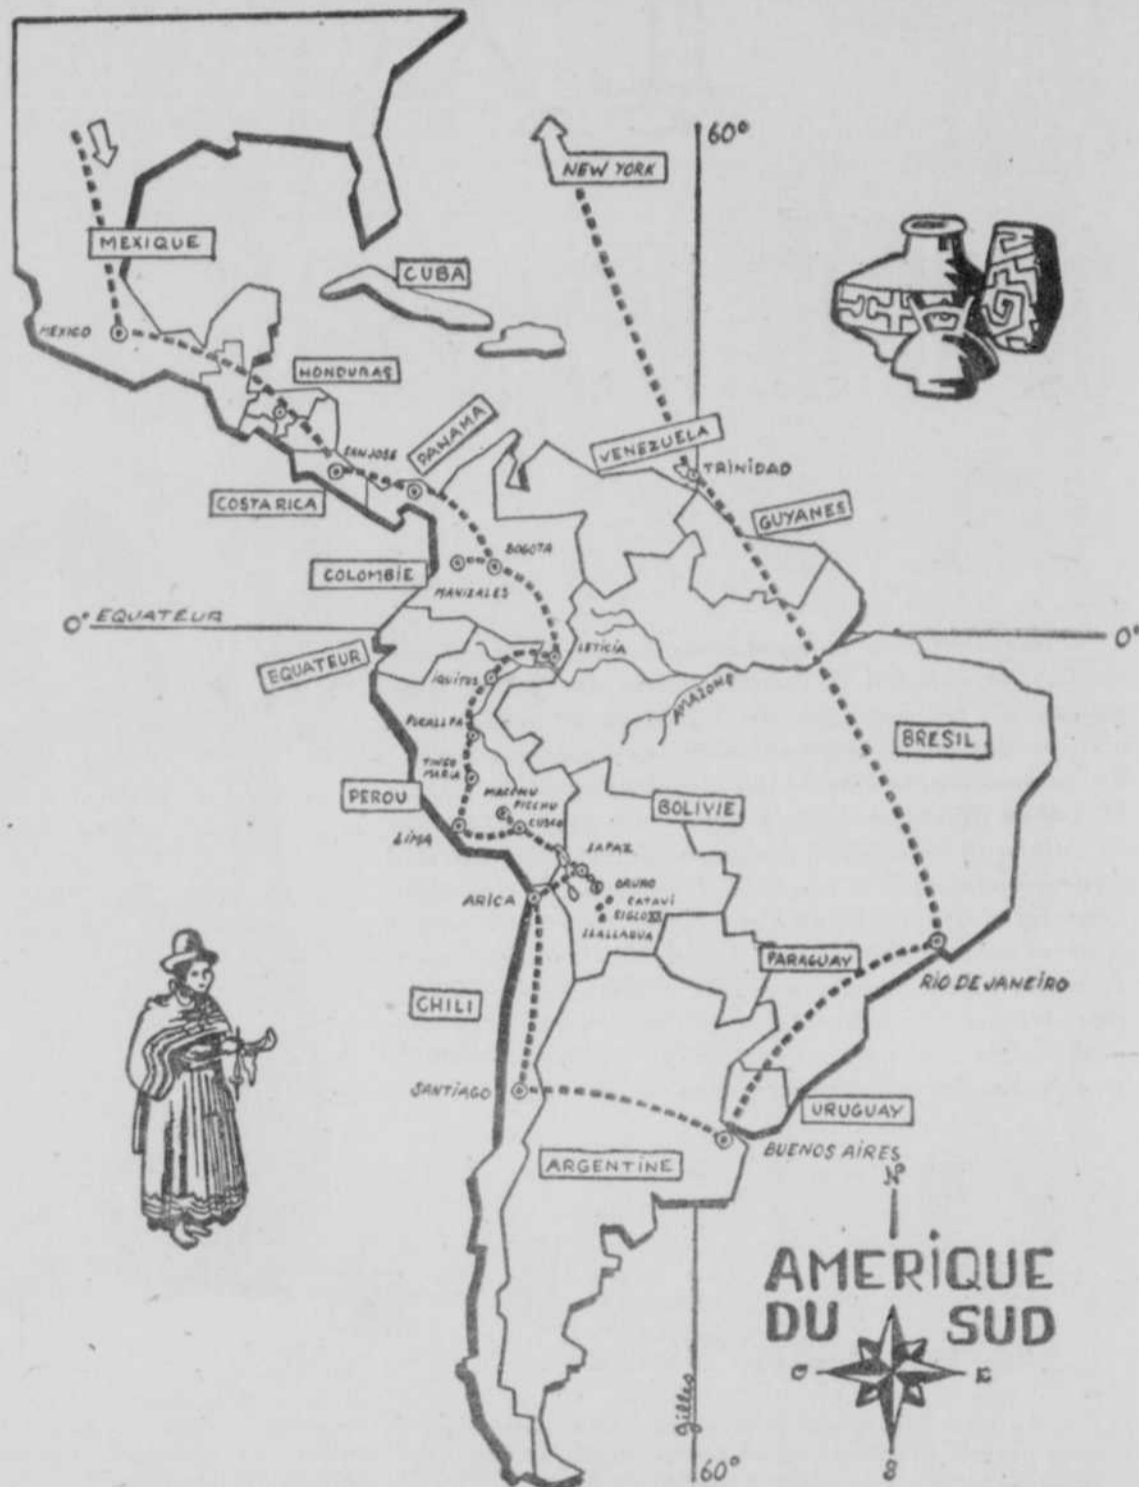 60°
NEW YORK
MEXIQUE
CUBA
MEXICO
HONDURAS
PANAMA
SAN JOSE
VENEZUELA
TRINIDAD
COSTA RICA
GUYANES
BOGOTA
COLOMBIE
MANIZALES
0° EQUATEUR
0°
EQUATEUR
LETICIA
IQUITOS
AMAZONE
PUCALLPA
BRESIL
TINGO
MARIA
MACCHU
PICCHU
PEROU
BOLIVIE
CUSCO
LIMA
LAPAZ
ORURO
ARICA
CATAVI
SIGLO XX
LLALLAGUA
PARAGUAY
RIO DE JANEIRO
CHILI
SANTIAGO
URUGUAY
BUENOS AIRES
ARGENTINE
N
AMERIQUE
DU SUD
O
E
Gilles
S
60°